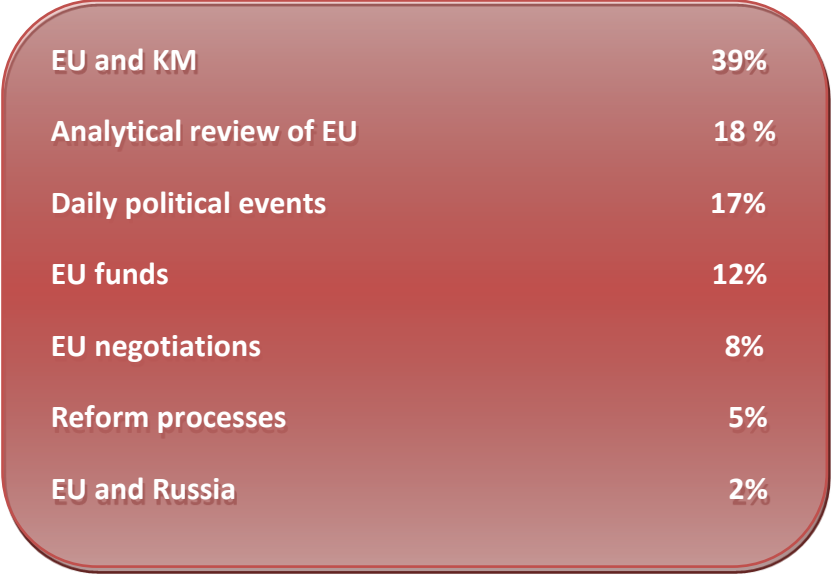 EU and KM 39%
Analytical review of EU 18 %
Daily political events 17%
EU funds 12%
EU negotiations 8%
Reform processes 5%
EU and Russia 2%